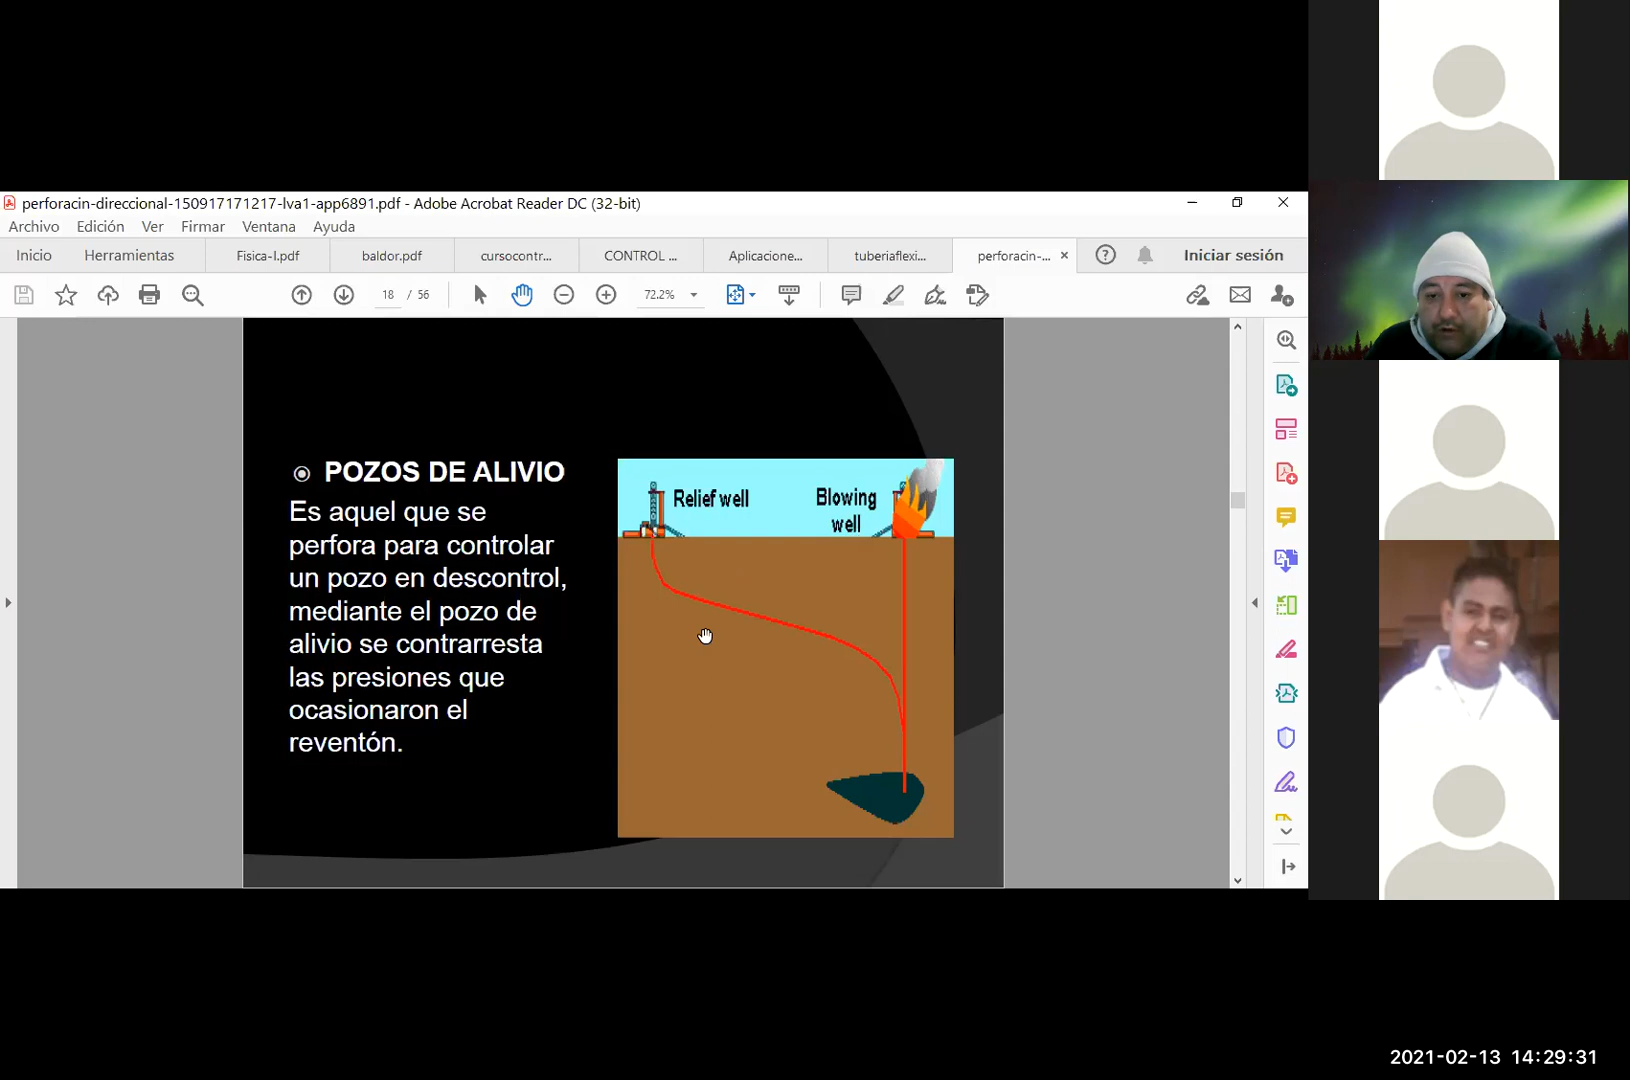 perforacin-direccional-150917171217-lva1-app6891.pdf - Adobe Acrobat Reader DC (32-bit)
Archivo Edición Ver Firmar Ventana Ayuda
Inicio Herramientas Fisica-I.pdf baldor.pdf cursocontr... CONTROL ... Aplicacione... tuberiaflexi... perforacin-... Iniciar sesión
18 / 56 72.2%
POZOS DE ALIVIO
Es aquel que se
perfora para controlar
un pozo en descontrol,
mediante el pozo de
alivio se contrarresta
las presiones que
ocasionaron el
reventón.
Relief well
Blowing
well
2021-02-13 14:29:31